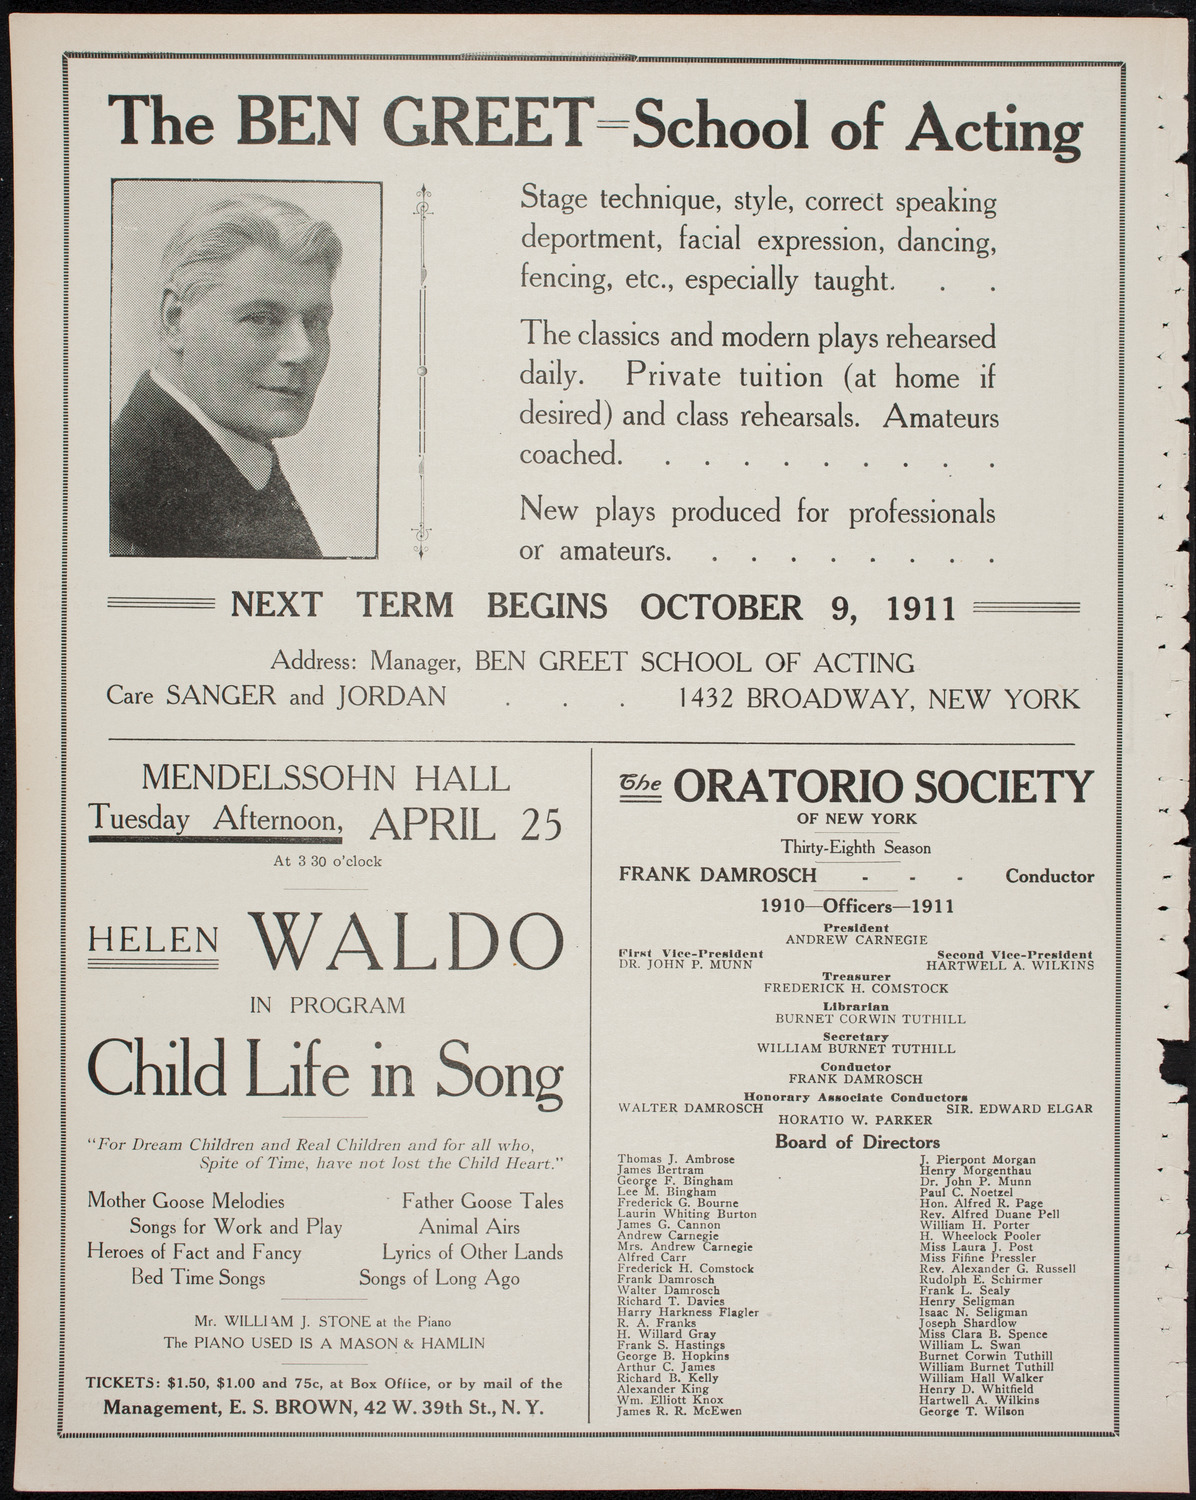 The BEN GREET=School of Acting
Stage technique, style, correct speaking
deportment, facial expression, dancing,
fencing, etc., especially taught. . .
The classics and modern plays rehearsed
daily. Private tuition (at home if
desired) and class rehearsals. Amateurs
coached. . . . . . . . . .
New plays produced for professionals
or amateurs. . . . . . . . .
NEXT TERM BEGINS OCTOBER 9, 1911
Address: Manager, BEN GREET SCHOOL OF ACTING
Care SANGER and JORDAN . . . 1432 BROADWAY, NEW YORK
MENDELSSOHN HALL
Tuesday Afternoon, APRIL 25
At 3 30 o'clock
HELEN WALDO
IN PROGRAM
Child Life in Song
"For Dream Children and Real Children and for all who,
Spite of Time, have not lost the Child Heart."
Mother Goose Melodies Father Goose Tales
Songs for Work and Play Animal Airs
Heroes of Fact and Fancy Lyrics of Other Lands
Bed Time Songs Songs of Long Ago
Mr. WILLIAM J. STONE at the Piano
The PIANO USED IS A MASON & HAMLIN
TICKETS: $1.50, $1.00 and 75c, at Box Office, or by mail of the
Management, E. S. BROWN, 42 W. 39th St., N. Y.
The ORATORIO SOCIETY
OF NEW YORK
Thirty-Eighth Season
FRANK DAMROSCH - - - Conductor
1910—Officers—1911
President
ANDREW CARNEGIE
First Vice-President Second Vice-President
DR. JOHN P. MUNN HARTWELL A. WILKINS
Treasurer
FREDERICK H. COMSTOCK
Librarian
BURNET CORWIN TUTHILL
Secretary
WILLIAM BURNET TUTHILL
Conductor
FRANK DAMROSCH
Honorary Associate Conductors
WALTER DAMROSCH SIR. EDWARD ELGAR
HORATIO W. PARKER
Board of Directors
Thomas J. Ambrose
James Bertram
George F. Bingham
Lee M. Bingham
Frederick G. Bourne
Laurin Whiting Burton
James G. Cannon
Andrew Carnegie
Mrs. Andrew Carnegie
Alfred Carr
Frederick H. Comstock
Frank Damrosch
Walter Damrosch
Richard T. Davies
Harry Harkness Flagler
R. A. Franks
H. Willard Gray
Frank S. Hastings
George B. Hopkins
Arthur C. James
Richard B. Kelly
Alexander King
Wm. Elliott Knox
James R. R. McEwen
J. Pierpont Morgan
Henry Morgenthau
Dr. John P. Munn
Paul C. Noetzel
Hon. Alfred R. Page
Rev. Alfred Duane Pell
William H. Porter
H. Wheelock Pooler
Miss Laura J. Post
Miss Fifine Pressler
Rev. Alexander G. Russell
Rudolph E. Schirmer
Frank L. Sealy
Henry Seligman
Isaac N. Seligman
Joseph Shardlow
Miss Clara B. Spence
William L. Swan
Burnet Corwin Tuthill
William Burnet Tuthill
William Hall Walker
Henry D. Whitfield
Hartwell A. Wilkins
George T. Wilson